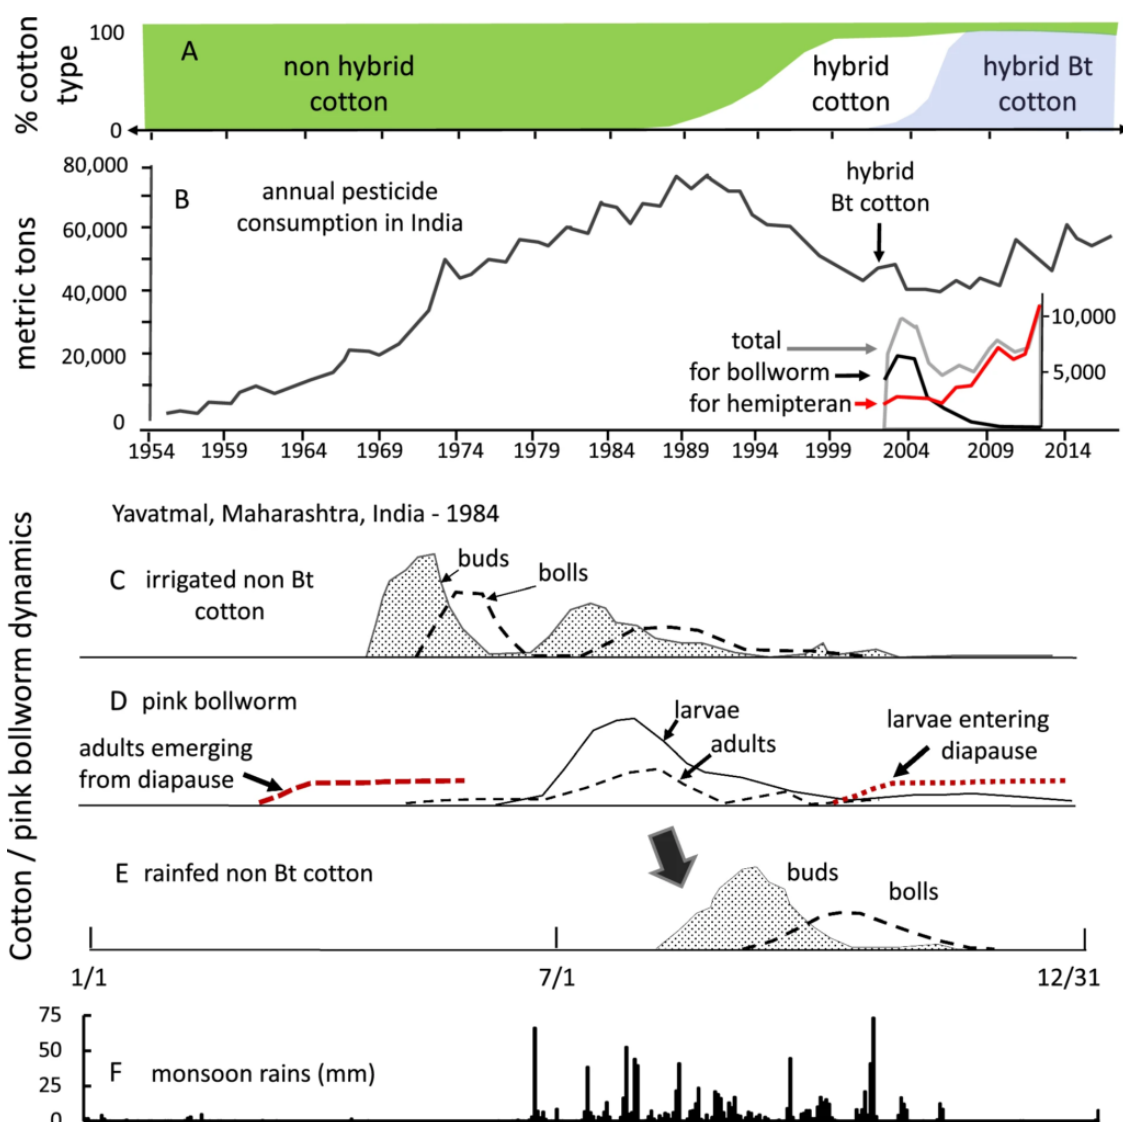 % cotton
type
100
0
A
non hybrid
cotton
hybrid
cotton
hybrid Bt
cotton
metric tons
80,000
60,000
40,000
20,000
0
B
annual pesticide
consumption in India
hybrid
Bt cotton
total
for bollworm
for hemipteran
10,000
5,000
1954 1959 1964 1969 1974 1979 1984 1989 1994 1999 2004 2009 2014
Cotton / pink bollworm dynamics
Yavatmal, Maharashtra, India - 1984
C irrigated non Bt
cotton
buds
bolls
D pink bollworm
adults emerging
from diapause
larvae
adults
larvae entering
diapause
E rainfed non Bt cotton
buds
bolls
1/1 7/1 12/31
75
50
25
0
F monsoon rains (mm)